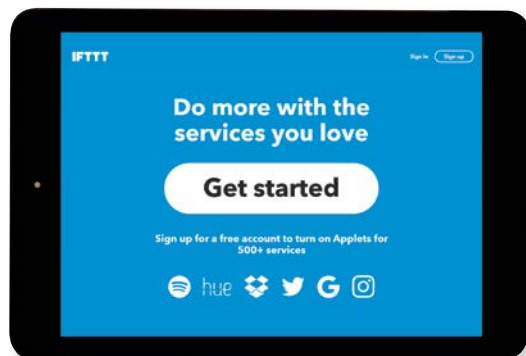 IFTTT
Sign in
Sign up
Do more with the
services you love
Get started
Sign up for a free account to turn on Applets for
500+ services
hue
G